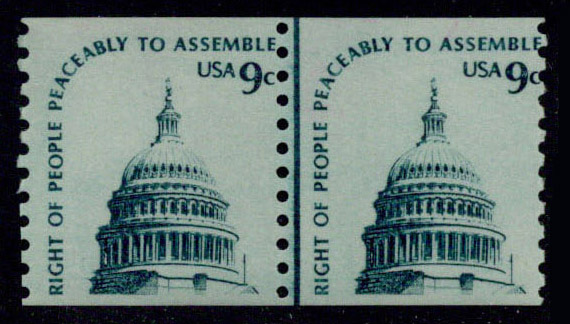 RIGHT OF PEOPLE PEACEABLY TO ASSEMBLE
USA 9c
RIGHT OF PEOPLE PEACEABLY TO ASSEMBLE
USA 9c